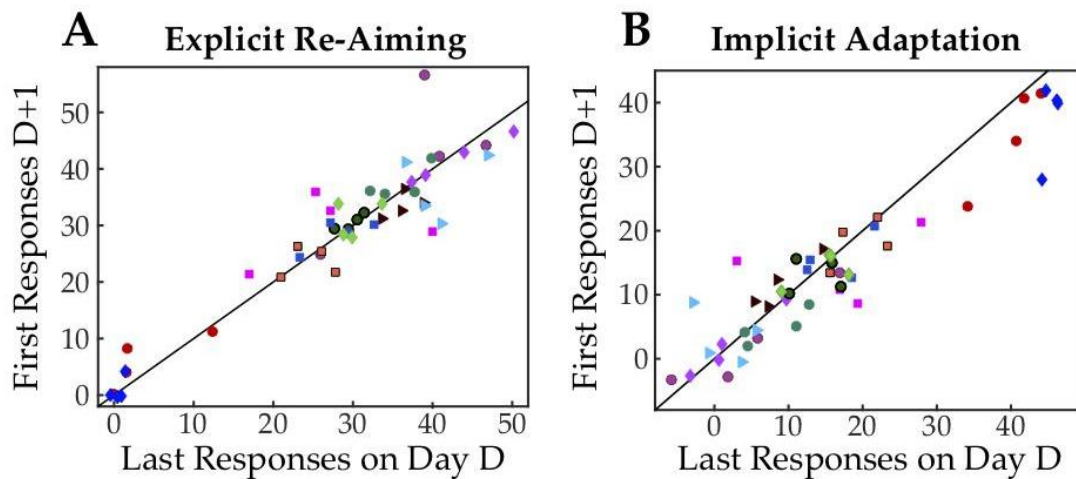 A
Explicit Re-Aiming
First Responses D+1
50
40
30
20
10
0
0 10 20 30 40 50
Last Responses on Day D
B
Implicit Adaptation
First Responses D+1
40
30
20
10
0
0 10 20 30 40
Last Responses on Day D